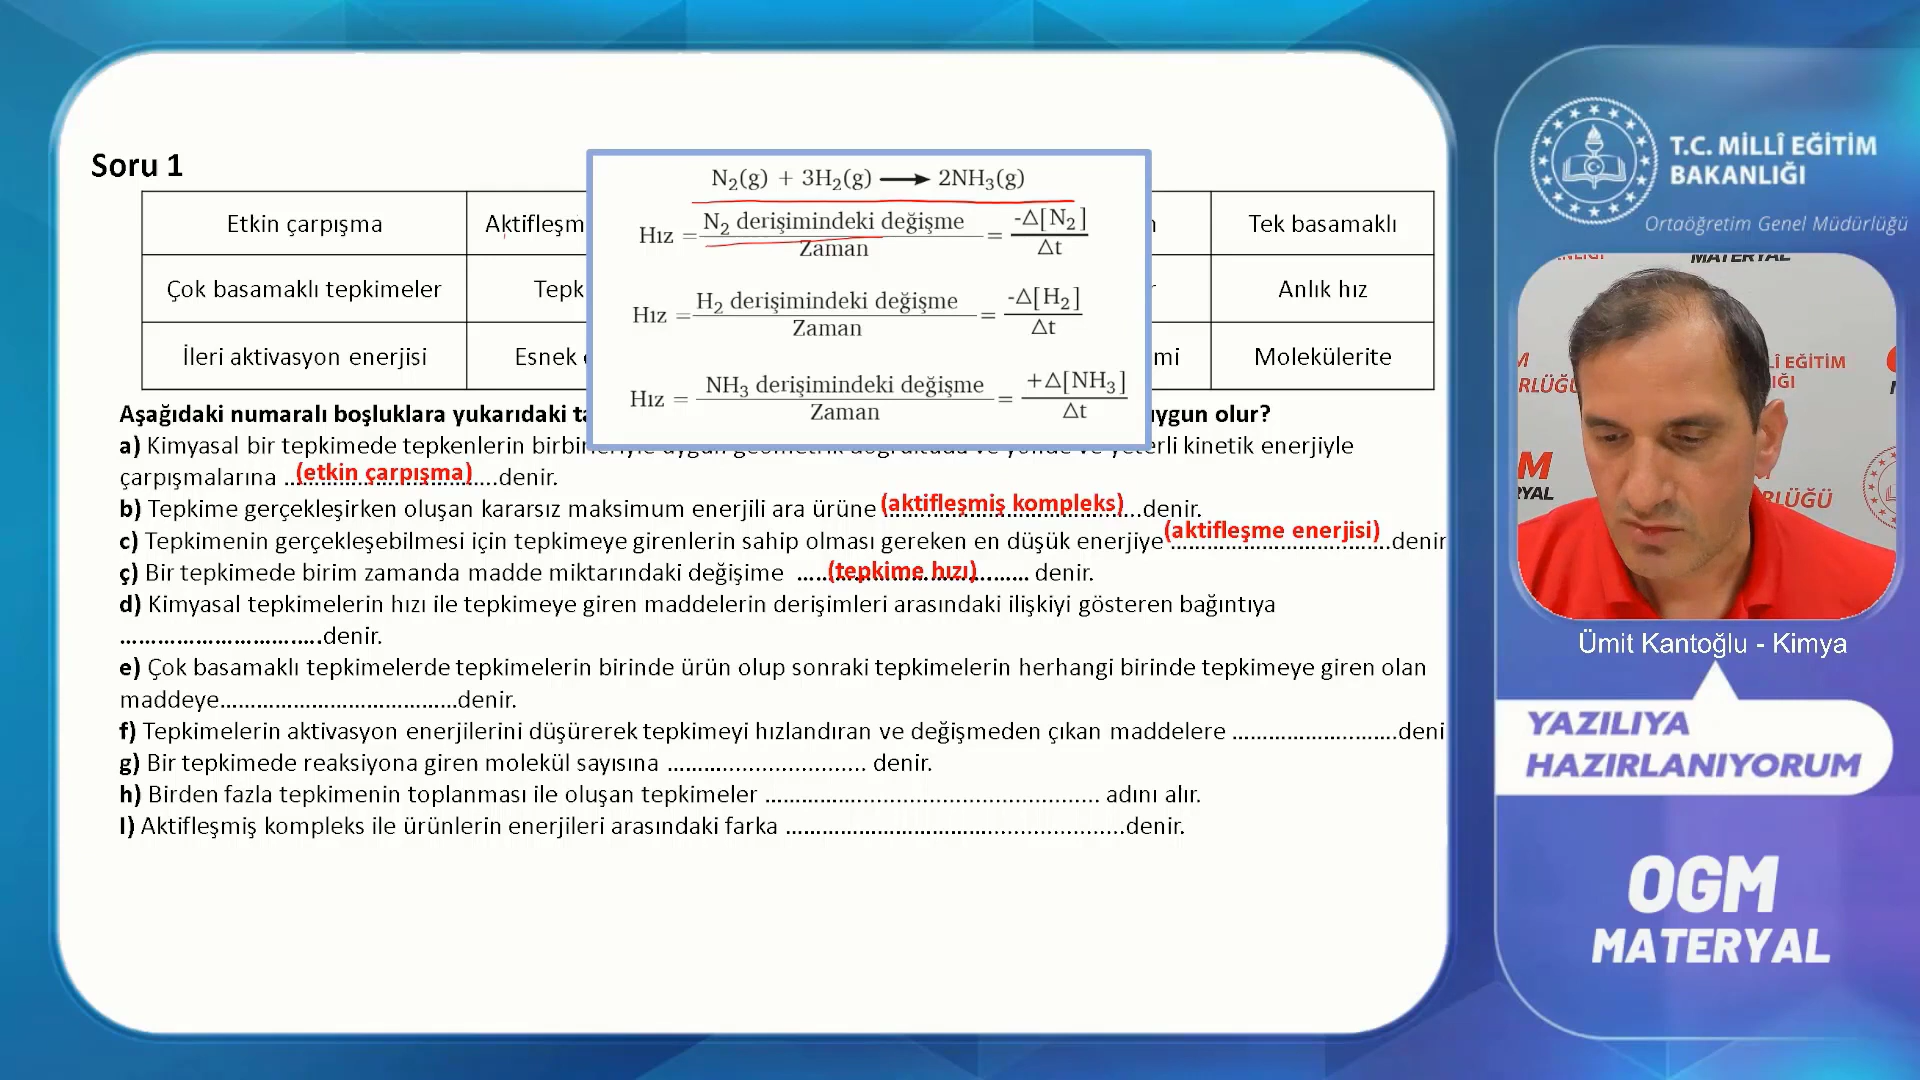 Soru 1
Etkin çarpışma
Aktifleşm
Tek basamaklı
Çok basamaklı tepkimeler
Tepk
Anlık hız
İleri aktivasyon enerjisi
Esnek
mi
Molekülerite
N₂(g) + 3H₂(g) ⟶ 2NH₃(g)
Hız = N₂ derişimindeki değişme / Zaman = -Δ[N₂] / Δt
Hız = H₂ derişimindeki değişme / Zaman = -Δ[H₂] / Δt
Hız = NH₃ derişimindeki değişme / Zaman = +Δ[NH₃] / Δt
Aşağıdaki numaralı boşluklara yukarıdaki ta ygun olur?
a) Kimyasal bir tepkimede tepkenlerin birbirleriyle uygun geometrik doğrultuda ve yönde ve yeterli kinetik enerjiyle
çarpışmalarına ...(etkin çarpışma)....denir.
b) Tepkime gerçekleşirken oluşan kararsız maksimum enerjili ara ürüne (aktifleşmiş kompleks)...denir.
c) Tepkimenin gerçekleşebilmesi için tepkimeye girenlerin sahip olması gereken en düşük enerjiye (aktifleşme enerjisi)...denir
ç) Bir tepkimede birim zamanda madde miktarındaki değişime .....(tepkime hızı)........ denir.
d) Kimyasal tepkimelerin hızı ile tepkimeye giren maddelerin derişimleri arasındaki ilişkiyi gösteren bağıntıya
................................denir.
e) Çok basamaklı tepkimelerde tepkimelerin birinde ürün olup sonraki tepkimelerin herhangi birinde tepkimeye giren olan
maddeye......................................denir.
f) Tepkimelerin aktivasyon enerjilerini düşürerek tepkimeyi hızlandıran ve değişmeden çıkan maddelere ..........................deni
g) Bir tepkimede reaksiyona giren molekül sayısına ................................ denir.
h) Birden fazla tepkimenin toplanması ile oluşan tepkimeler ..................................................... adını alır.
I) Aktifleşmiş kompleks ile ürünlerin enerjileri arasındaki farka ......................................................denir.
T.C. MİLLÎ EĞİTİM
BAKANLIĞI
Ortaöğretim Genel Müdürlüğü
MATERYAL
Ümit Kantoğlu - Kimya
YAZILIYA
HAZIRLANIYORUM
OGM
MATERYAL